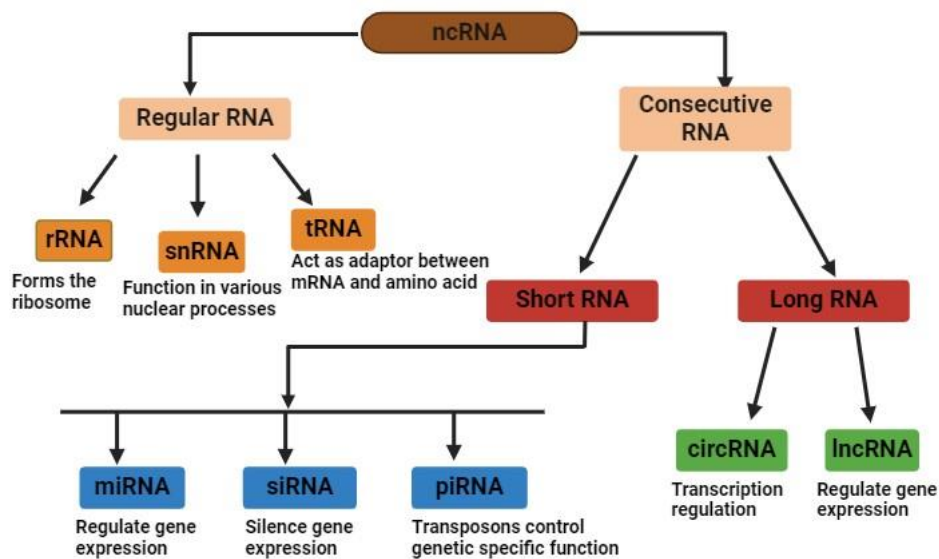 ncRNA
Regular RNA
Consecutive
RNA
rRNA
Forms the
ribosome
snRNA
Function in various
nuclear processes
tRNA
Act as adaptor between
mRNA and amino acid
Short RNA
Long RNA
miRNA
Regulate gene
expression
siRNA
Silence gene
expression
piRNA
Transposons control
genetic specific function
circRNA
Transcription
regulation
lncRNA
Regulate gene
expression